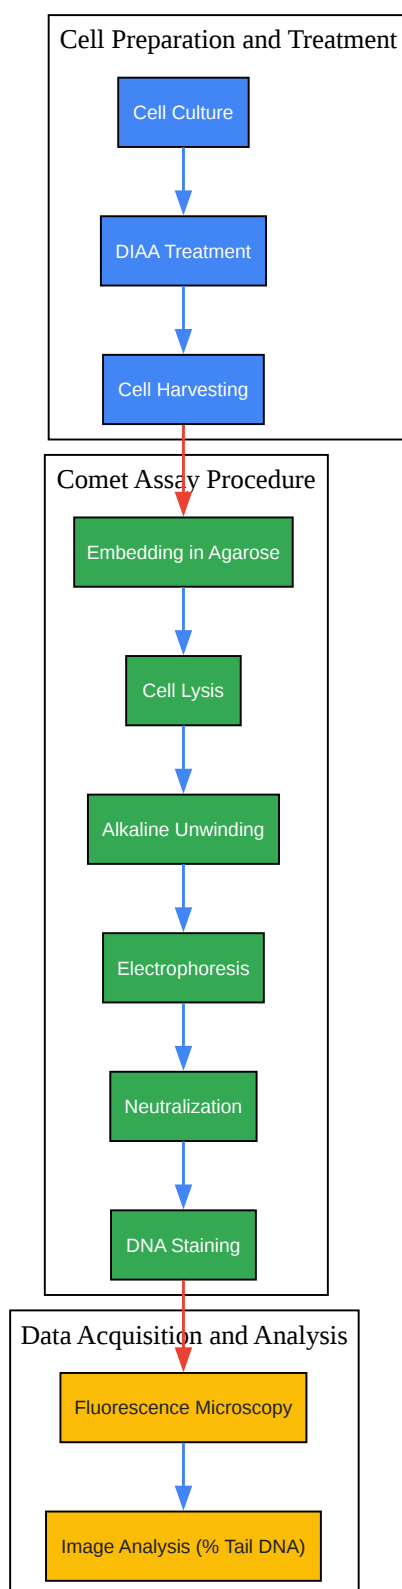 Cell Preparation and Treatment
Cell Culture
DIAA Treatment
Cell Harvesting
Comet Assay Procedure
Embedding in Agarose
Cell Lysis
Alkaline Unwinding
Electrophoresis
Neutralization
DNA Staining
Data Acquisition and Analysis
Fluorescence Microscopy
Image Analysis (% Tail DNA)